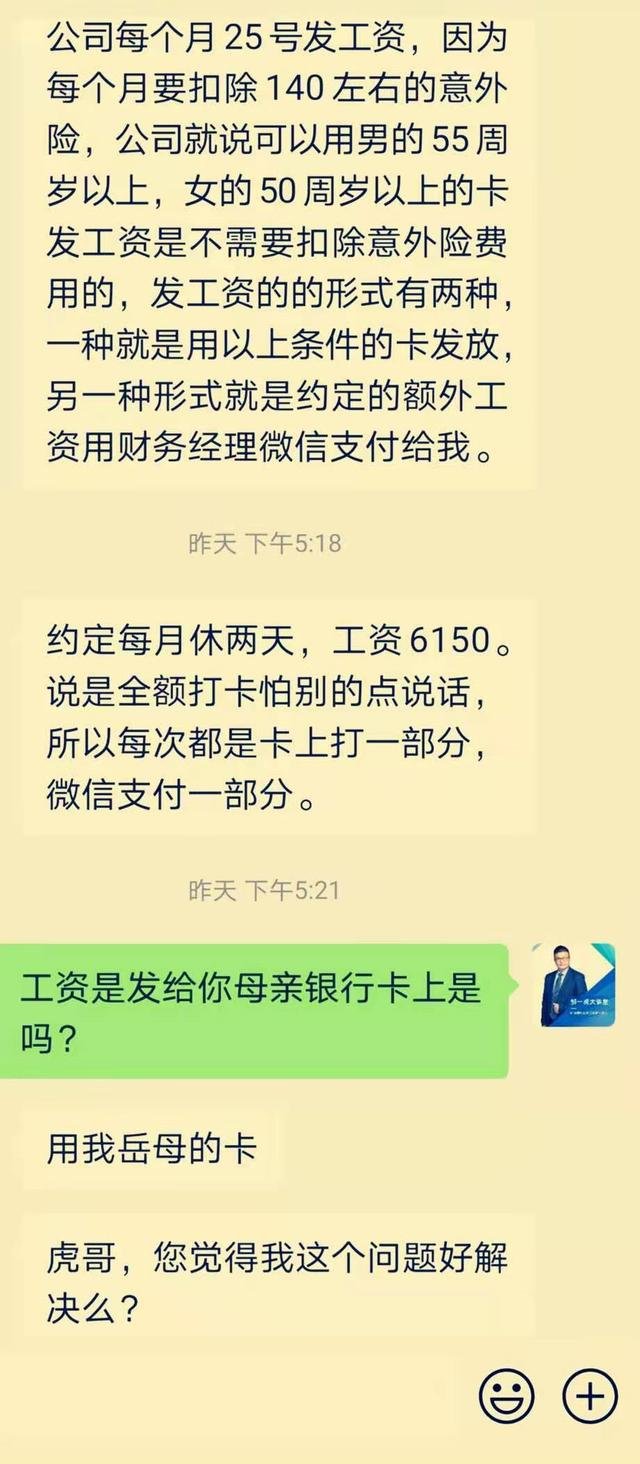 公司每个月25号发工资，因为
每个月要扣除140左右的意外
险，公司就说可以用男的55周
岁以上，女的50周岁以上的卡
发工资是不需要扣除意外险费
用的，发工资的的形式有两种，
一种就是用以上条件的卡发放，
另一种形式就是约定的额外工
资用财务经理微信支付给我。
昨天 下午5:18
约定每月休两天，工资6150。
说是全额打卡怕别的点说话，
所以每次都是卡上打一部分，
微信支付一部分。
昨天 下午5:21
工资是发给你母亲银行卡上是
吗？
用我岳母的卡
虎哥，您觉得我这个问题好解
决么？